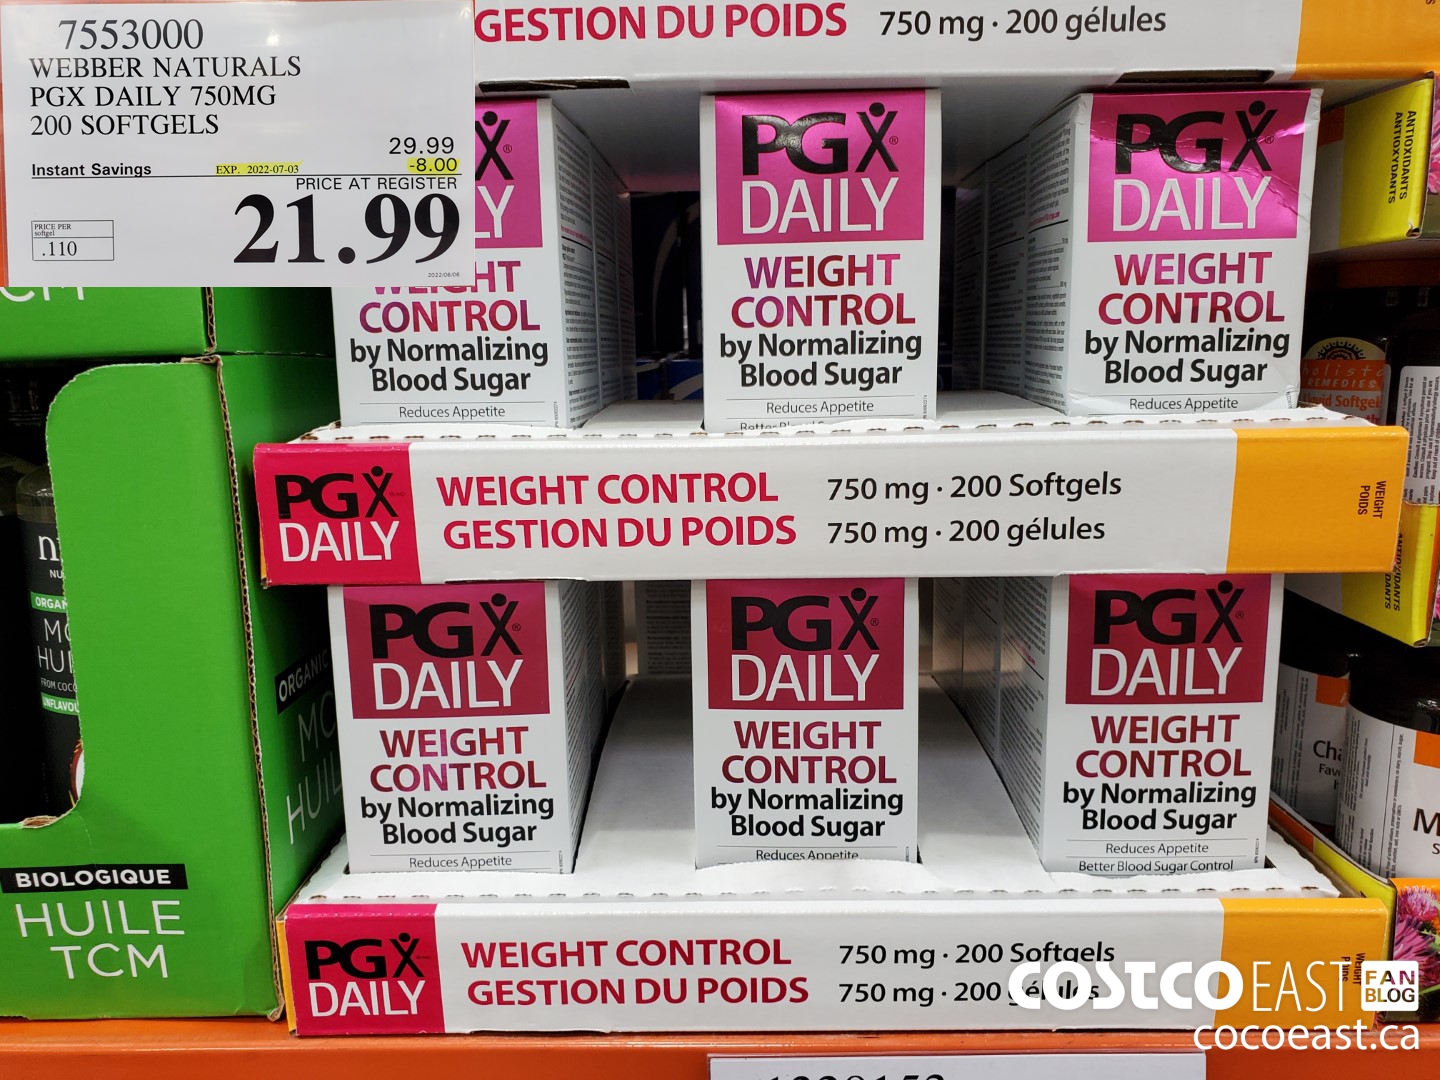 7553000
WEBBER NATURALS
PGX DAILY 750MG
200 SOFTGELS
29.99
Instant Savings EXP. 2022-07-03 -8.00
PRICE AT REGISTER
21.99
PRICE PER
softgel
.110
2022/06/06
GESTION DU POIDS 750 mg · 200 gélules
X®
LY
WEIGHT
CONTROL
by Normalizing
Blood Sugar
Reduces Appetite
PGX®
DAILY
WEIGHT
CONTROL
by Normalizing
Blood Sugar
Reduces Appetite
PGX
DAILY
WEIGHT
CONTROL
by Normalizing
Blood Sugar
Reduces Appetite
ANTIOXIDANTS
ANTIOXYDANTS
holista
REMEDIES
PGX
DAILY
WEIGHT CONTROL 750 mg · 200 Softgels
GESTION DU POIDS 750 mg · 200 gélules
WEIGHT
POIDS
PGX®
DAILY
WEIGHT
CONTROL
by Normalizing
Blood Sugar
Reduces Appetite
PGX®
DAILY
WEIGHT
CONTROL
by Normalizing
Blood Sugar
Reduces Appetite
PGX®
DAILY
WEIGHT
CONTROL
by Normalizing
Blood Sugar
Reduces Appetite
Better Blood Sugar Control
ORGANIC
MC
HUIL
BIOLOGIQUE
HUILE
TCM
PGX
DAILY
WEIGHT CONTROL 750 mg · 200 Softgels
GESTION DU POIDS 750 mg · 200 gélules
COSTCO EAST FAN
BLOG
cocoeast.ca